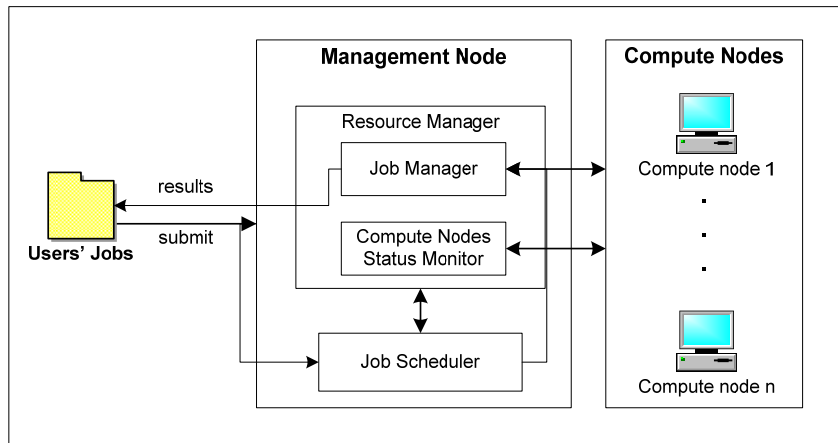 Management Node
Compute Nodes
Resource Manager
Job Manager
results
submit
Users’ Jobs
Compute Nodes
Status Monitor
Job Scheduler
Compute node 1
.
.
.
Compute node n